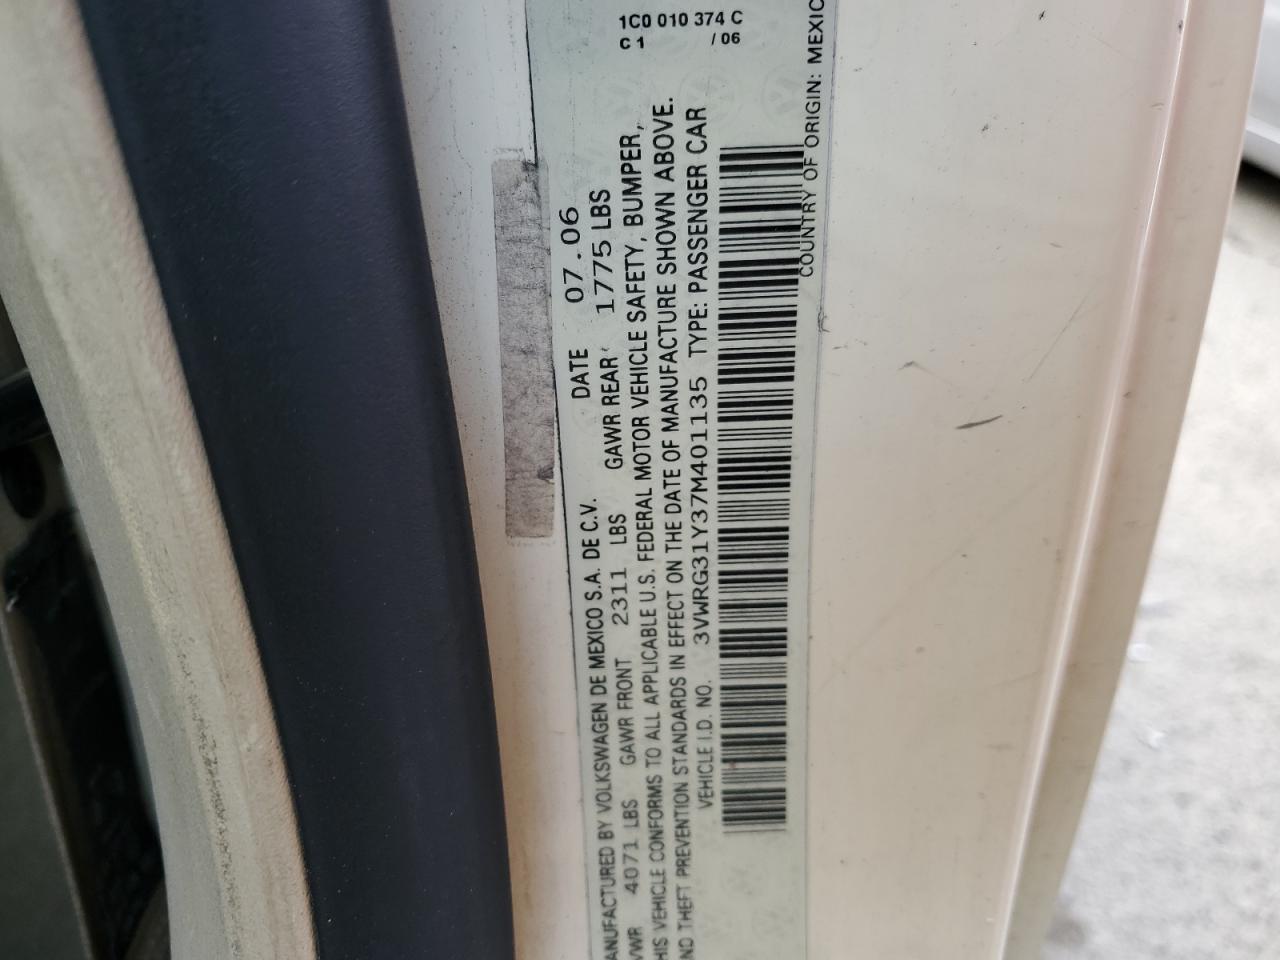 1C0 010 374 C
C 1 / 06
ANUFACTURED BY VOLKSWAGEN DE MEXICO S.A. DE C.V. DATE 07.06
VWR 4071 LBS GAWR FRONT 2311 LBS GAWR REAR 1775 LBS
HIS VEHICLE CONFORMS TO ALL APPLICABLE U.S. FEDERAL MOTOR VEHICLE SAFETY, BUMPER,
ND THEFT PREVENTION STANDARDS IN EFFECT ON THE DATE OF MANUFACTURE SHOWN ABOVE.
VEHICLE I.D. NO. 3VWRG31Y37M401135 TYPE: PASSENGER CAR
COUNTRY OF ORIGIN: MEXIC